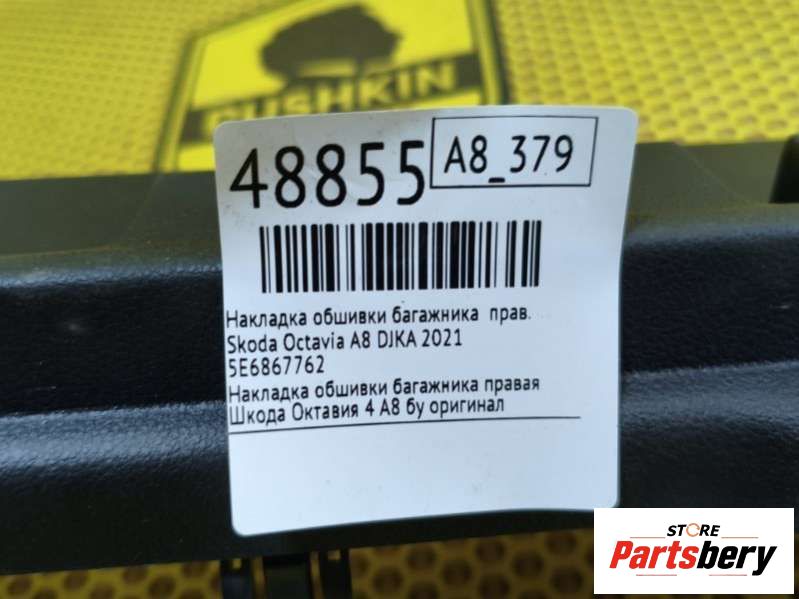 PUSHKIN
48855
A8_379
Накладка обшивки багажника прав.
Skoda Octavia A8 DJKA 2021
5E6867762
Накладка обшивки багажника правая
Шкода Октавия 4 А8 бу оригинал
STORE
Partsbery